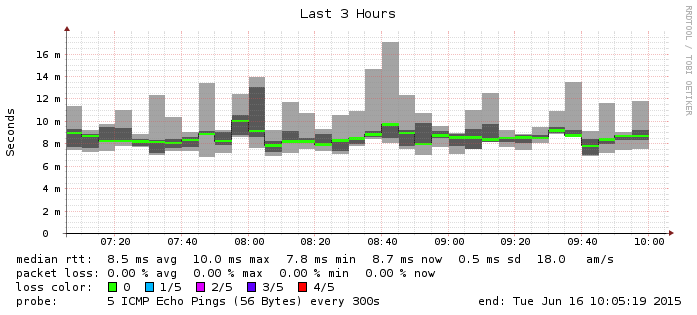 Last 3 Hours
RRDTOOL / TOBI OETIKER
Seconds
16 m
14 m
12 m
10 m
8 m
6 m
4 m
2 m
0
07:20 07:40 08:00 08:20 08:40 09:00 09:20 09:40 10:00
median rtt: 8.5 ms avg 10.0 ms max 7.8 ms min 8.7 ms now 0.5 ms sd 18.0 am/s
packet loss: 0.00 % avg 0.00 % max 0.00 % min 0.00 % now
loss color: 0 1/5 2/5 3/5 4/5
probe: 5 ICMP Echo Pings (56 Bytes) every 300s end: Tue Jun 16 10:05:19 2015